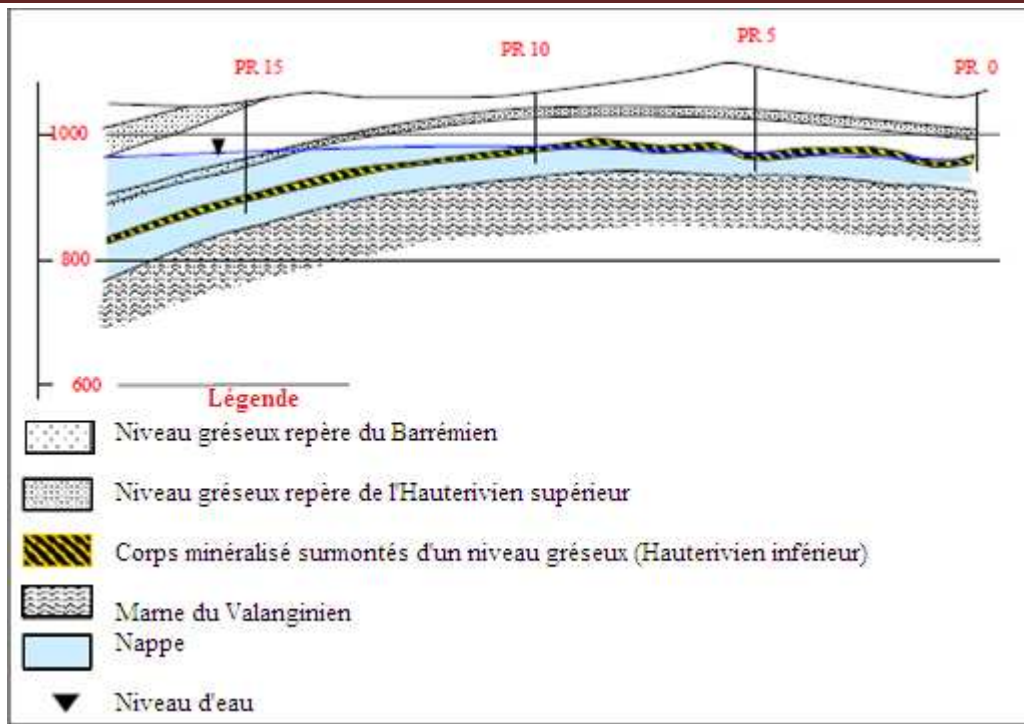 PR 15
PR 10
PR 5
PR 0
1000
800
600
Légende
Niveau gréseux repère du Barrémien
Niveau gréseux repère de l'Hauterivien supérieur
Corps minéralisé surmontés d'un niveau gréseux (Hauterivien inférieur)
Marne du Valanginien
Nappe
Niveau d'eau